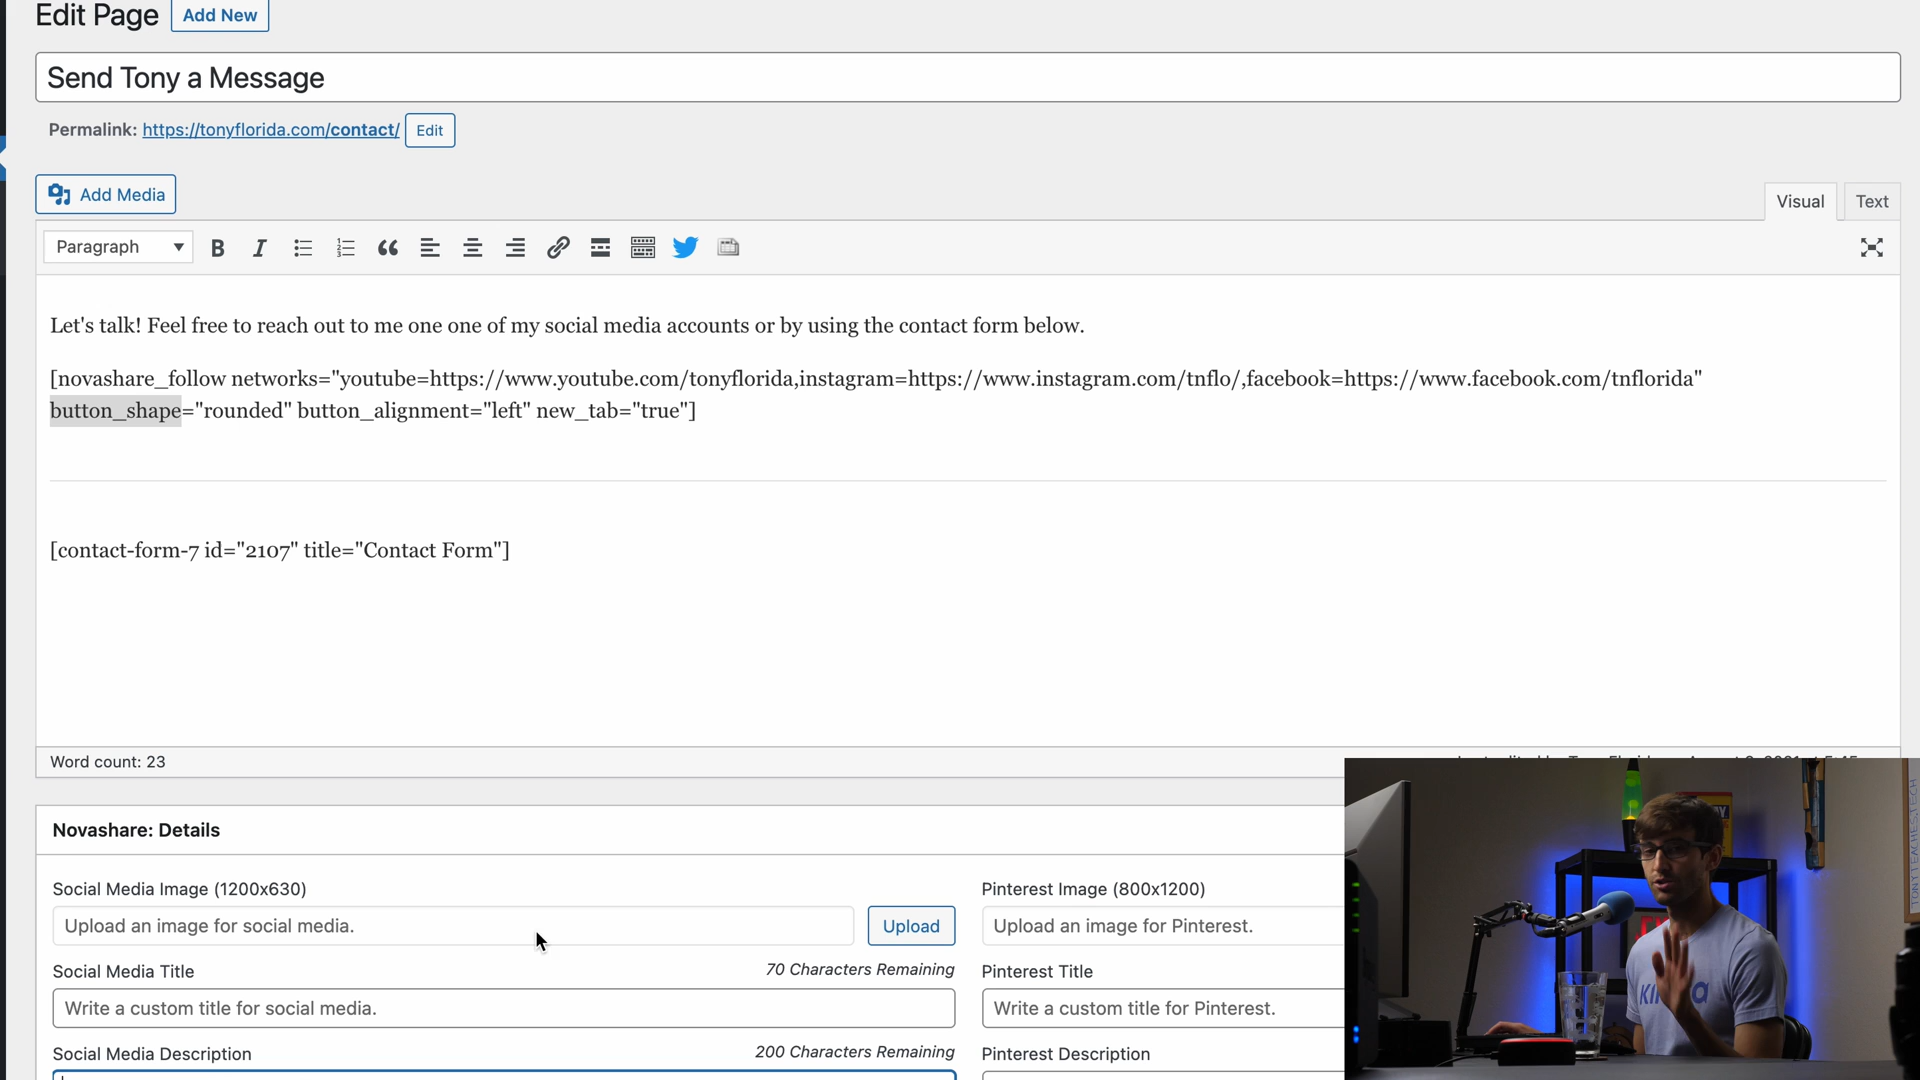 Edit Page
Add New
Send Tony a Message
Permalink: https://tonyflorida.com/contact/ Edit
Add Media
Visual
Text
Paragraph
Let's talk! Feel free to reach out to me one one of my social media accounts or by using the contact form below.
[novashare_follow networks="youtube=https://www.youtube.com/tonyflorida,instagram=https://www.instagram.com/tnflo/,facebook=https://www.facebook.com/tnflorida"
button_shape="rounded" button_alignment="left" new_tab="true"]
[contact-form-7 id="2107" title="Contact Form"]
Word count: 23
Novashare: Details
Social Media Image (1200x630)
Pinterest Image (800x1200)
Upload an image for social media.
Upload
Upload an image for Pinterest.
Social Media Title
70 Characters Remaining
Pinterest Title
Write a custom title for social media.
Write a custom title for Pinterest.
Social Media Description
200 Characters Remaining
Pinterest Description